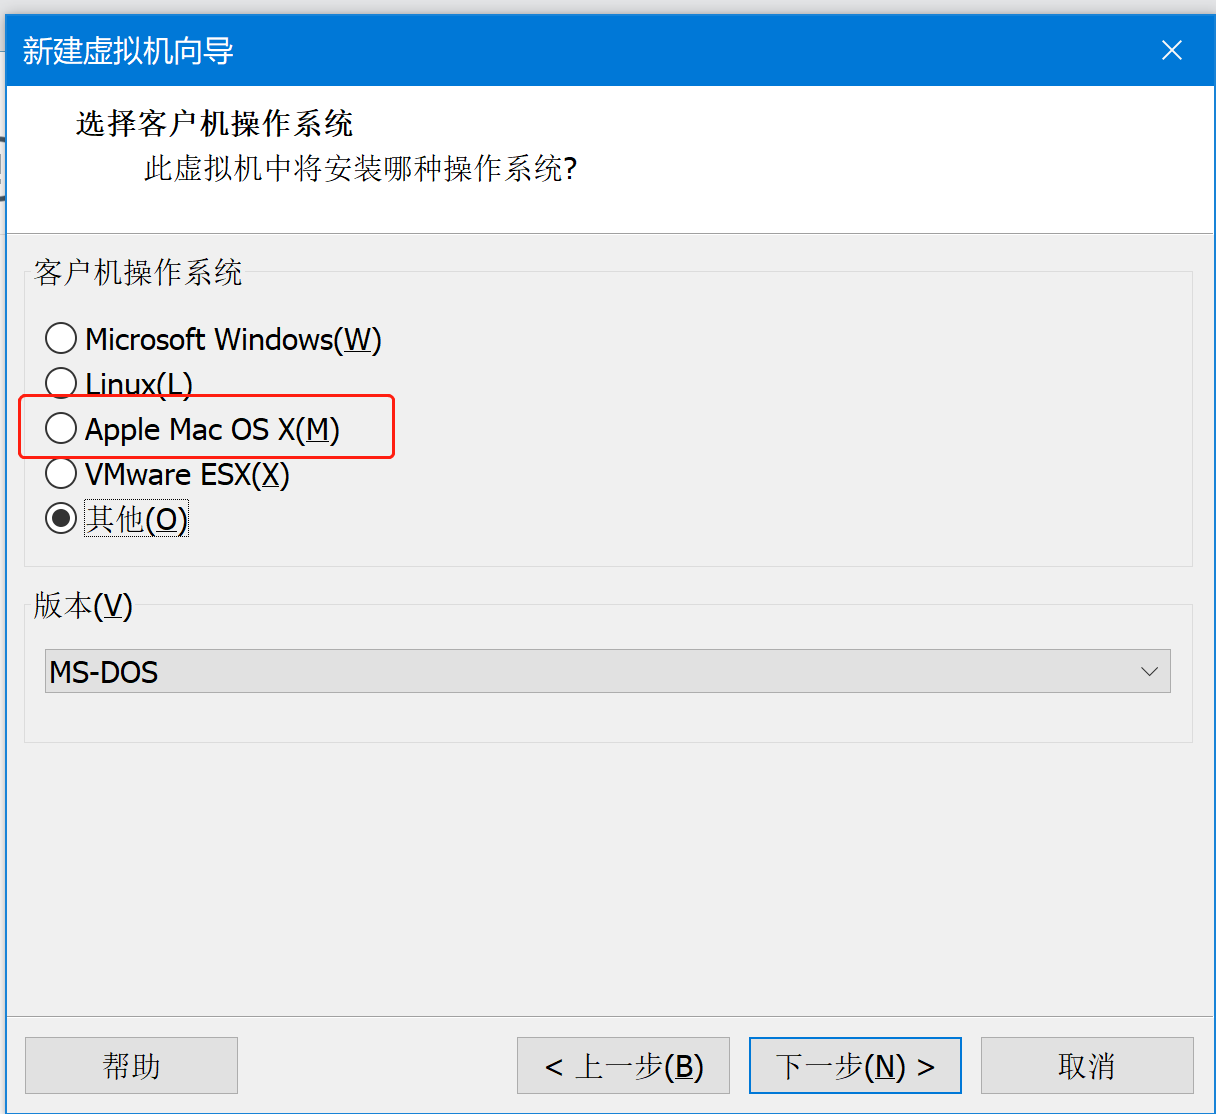 新建虚拟机向导
选择客户机操作系统
此虚拟机中将安装哪种操作系统?
客户机操作系统
Microsoft Windows(W)
Linux(L)
Apple Mac OS X(M)
VMware ESX(X)
其他(O)
版本(V)
MS-DOS
帮助
< 上一步(B)
下一步(N) >
取消